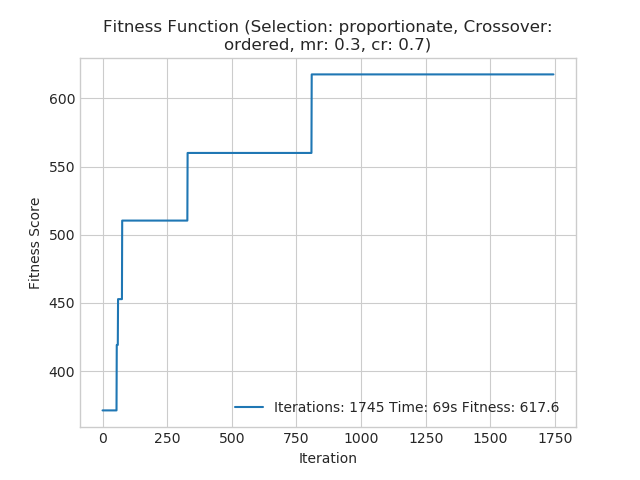 Fitness Function (Selection: proportionate, Crossover:
ordered, mr: 0.3, cr: 0.7)
600
550
500
450
400
Fitness Score
Iterations: 1745 Time: 69s Fitness: 617.6
0 250 500 750 1000 1250 1500 1750
Iteration